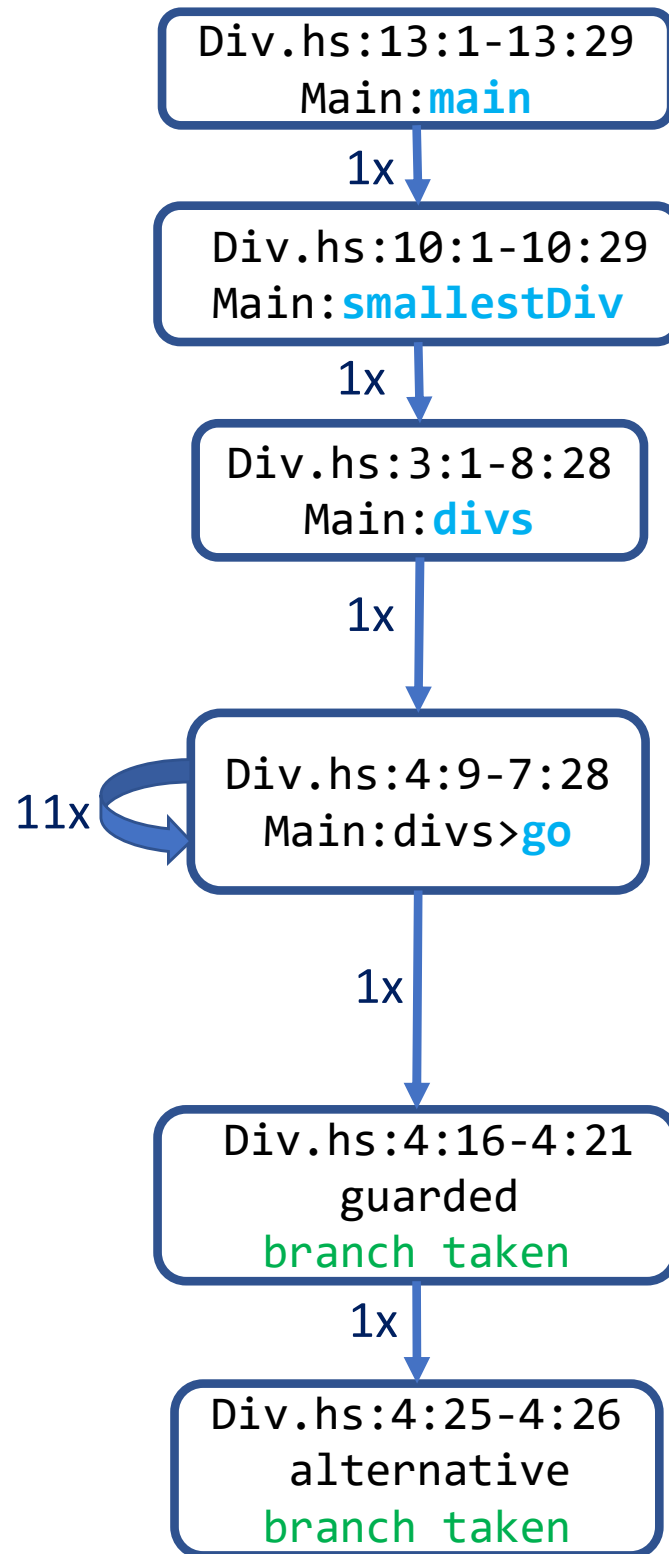 Div.hs:13:1-13:29
Main:main
1x
Div.hs:10:1-10:29
Main:smallestDiv
1x
Div.hs:3:1-8:28
Main:divs
1x
Div.hs:4:9-7:28
Main:divs>go
11x
1x
Div.hs:4:16-4:21
guarded
branch taken
1x
Div.hs:4:25-4:26
alternative
branch taken